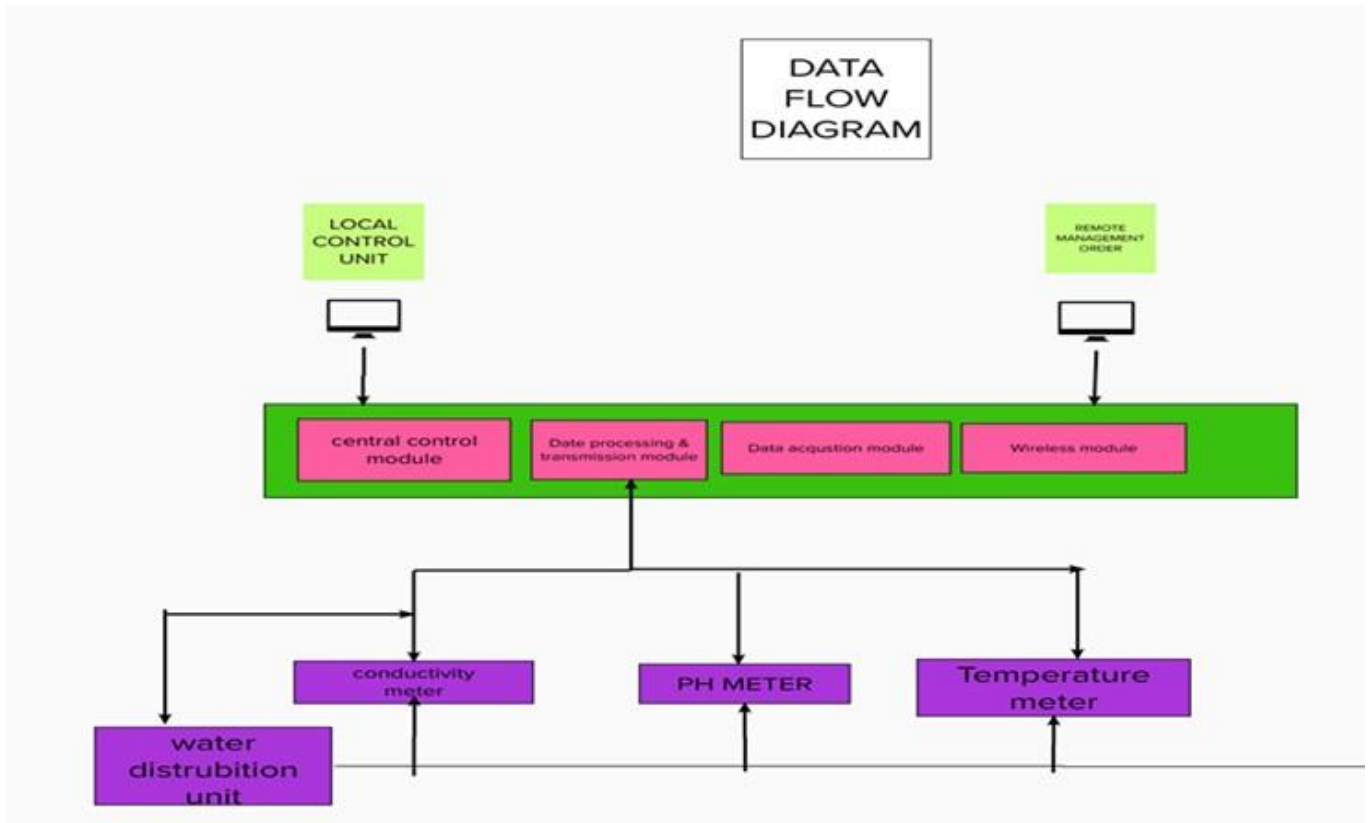 DATA
FLOW
DIAGRAM
LOCAL
CONTROL
UNIT
REMOTE
MANAGEMENT
ORDER
central control
module
Date processing &
transmission module
Data acqustion module
Wireless module
conductivity
meter
PH METER
Temperature
meter
water
distrubition
unit